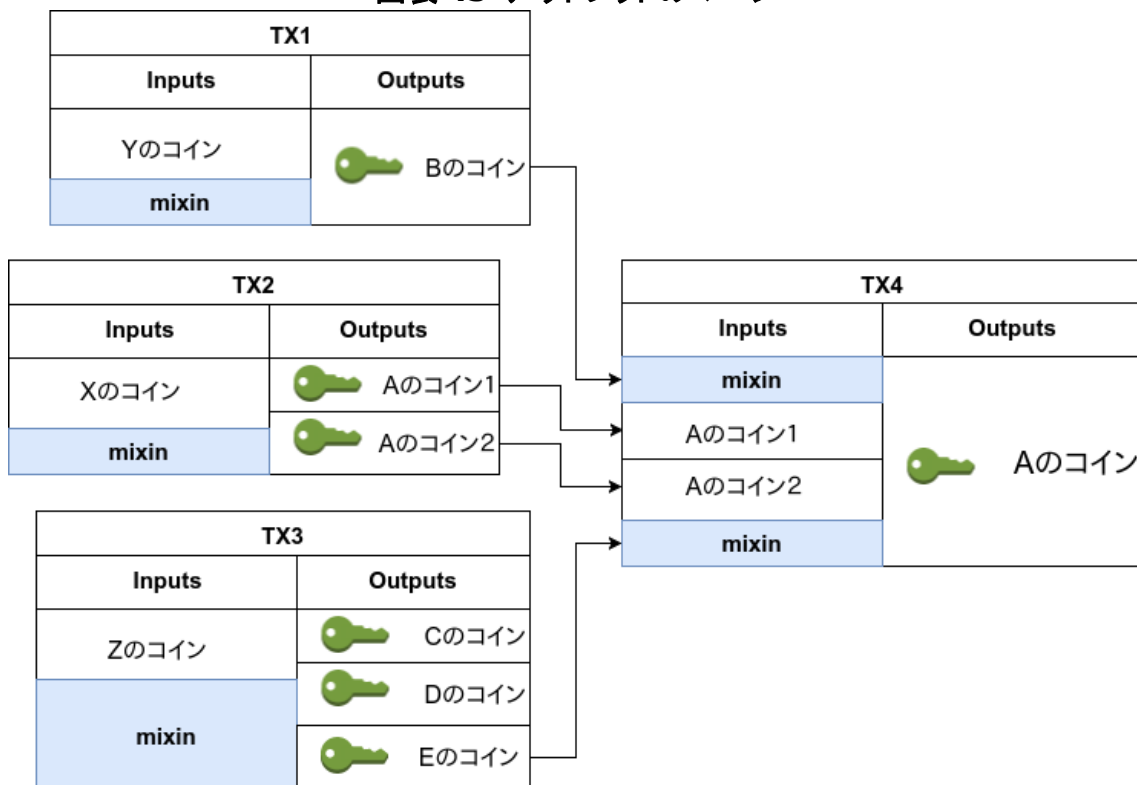 TX1
Inputs Outputs
Yのコイン
Bのコイン
mixin
TX2
Inputs Outputs
Xのコイン
Aのコイン1
Aのコイン2
mixin
TX3
Inputs Outputs
Zのコイン
Cのコイン
Dのコイン
mixin
Eのコイン
TX4
Inputs Outputs
mixin
Aのコイン1
Aのコイン2
Aのコイン
mixin